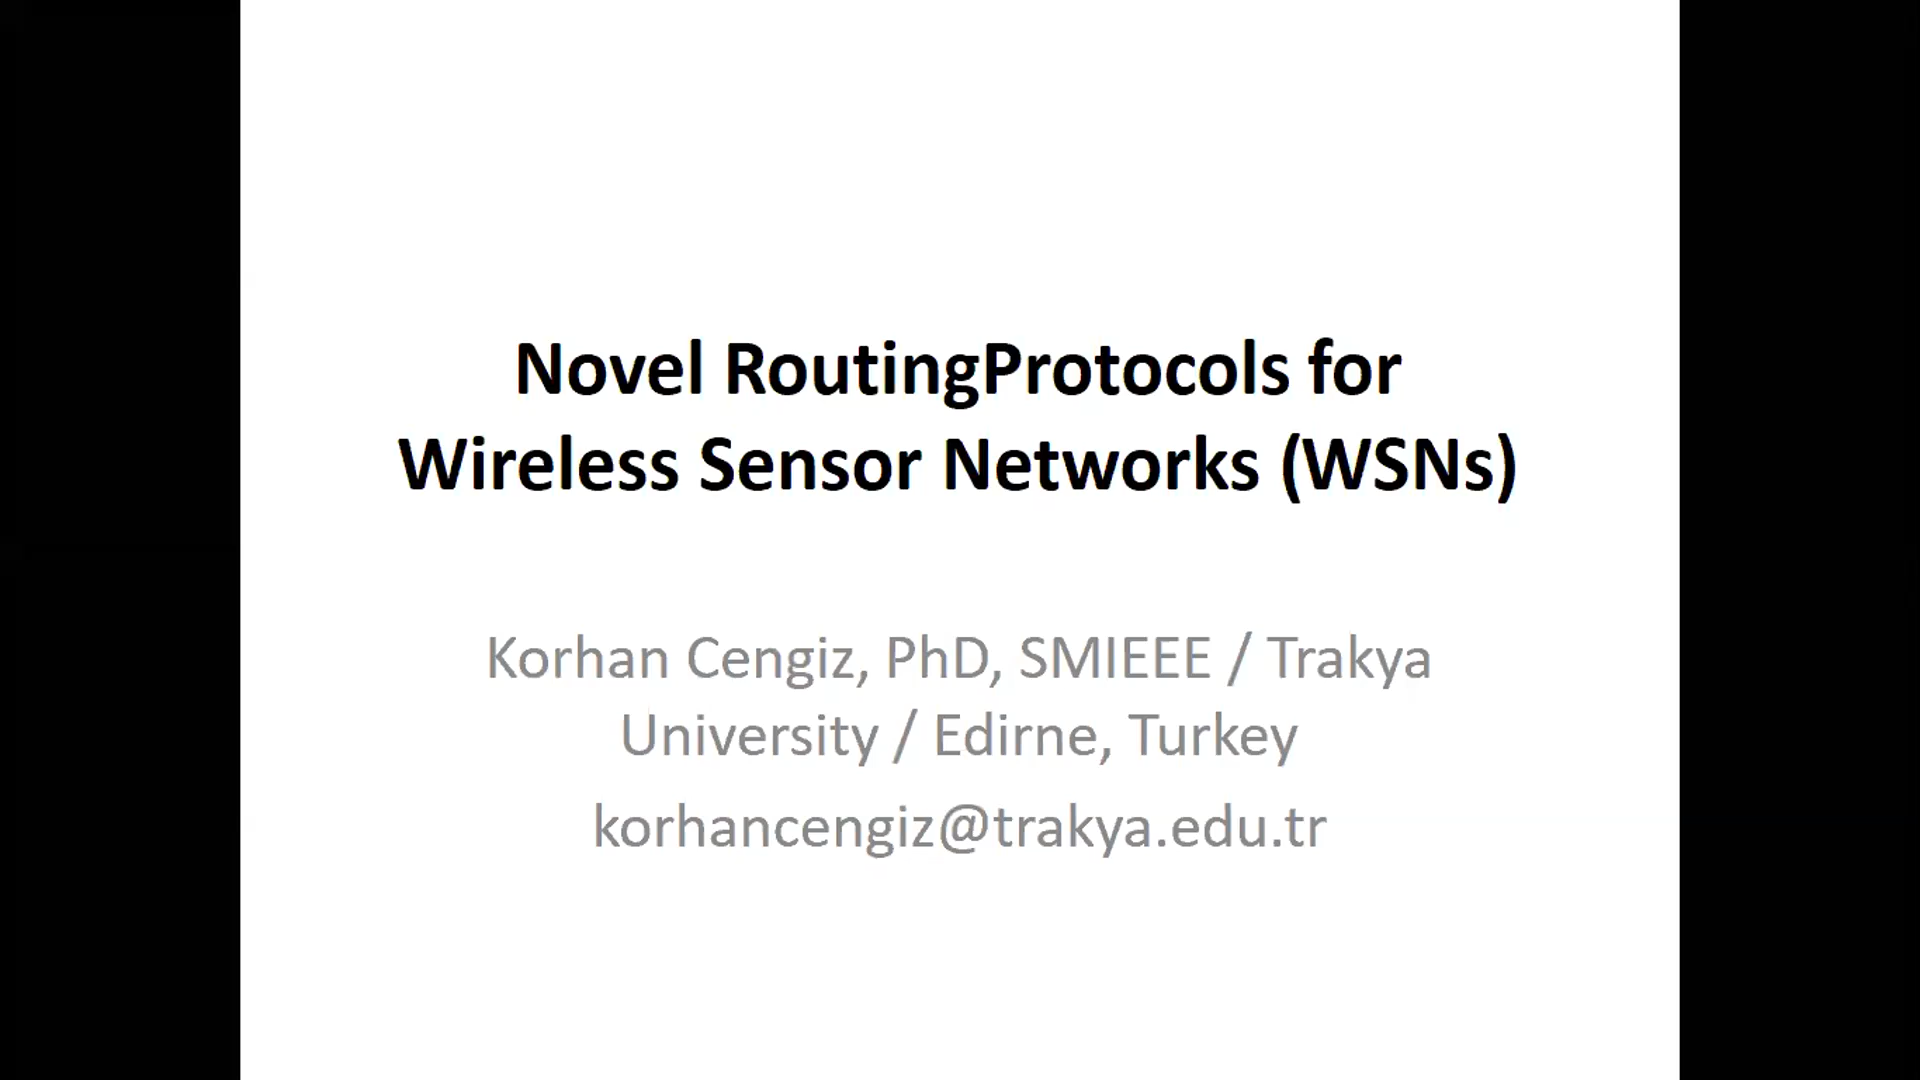 Novel RoutingProtocols for
Wireless Sensor Networks (WSNs)
Korhan Cengiz, PhD, SMIEEE / Trakya
University / Edirne, Turkey
korhancengiz@trakya.edu.tr